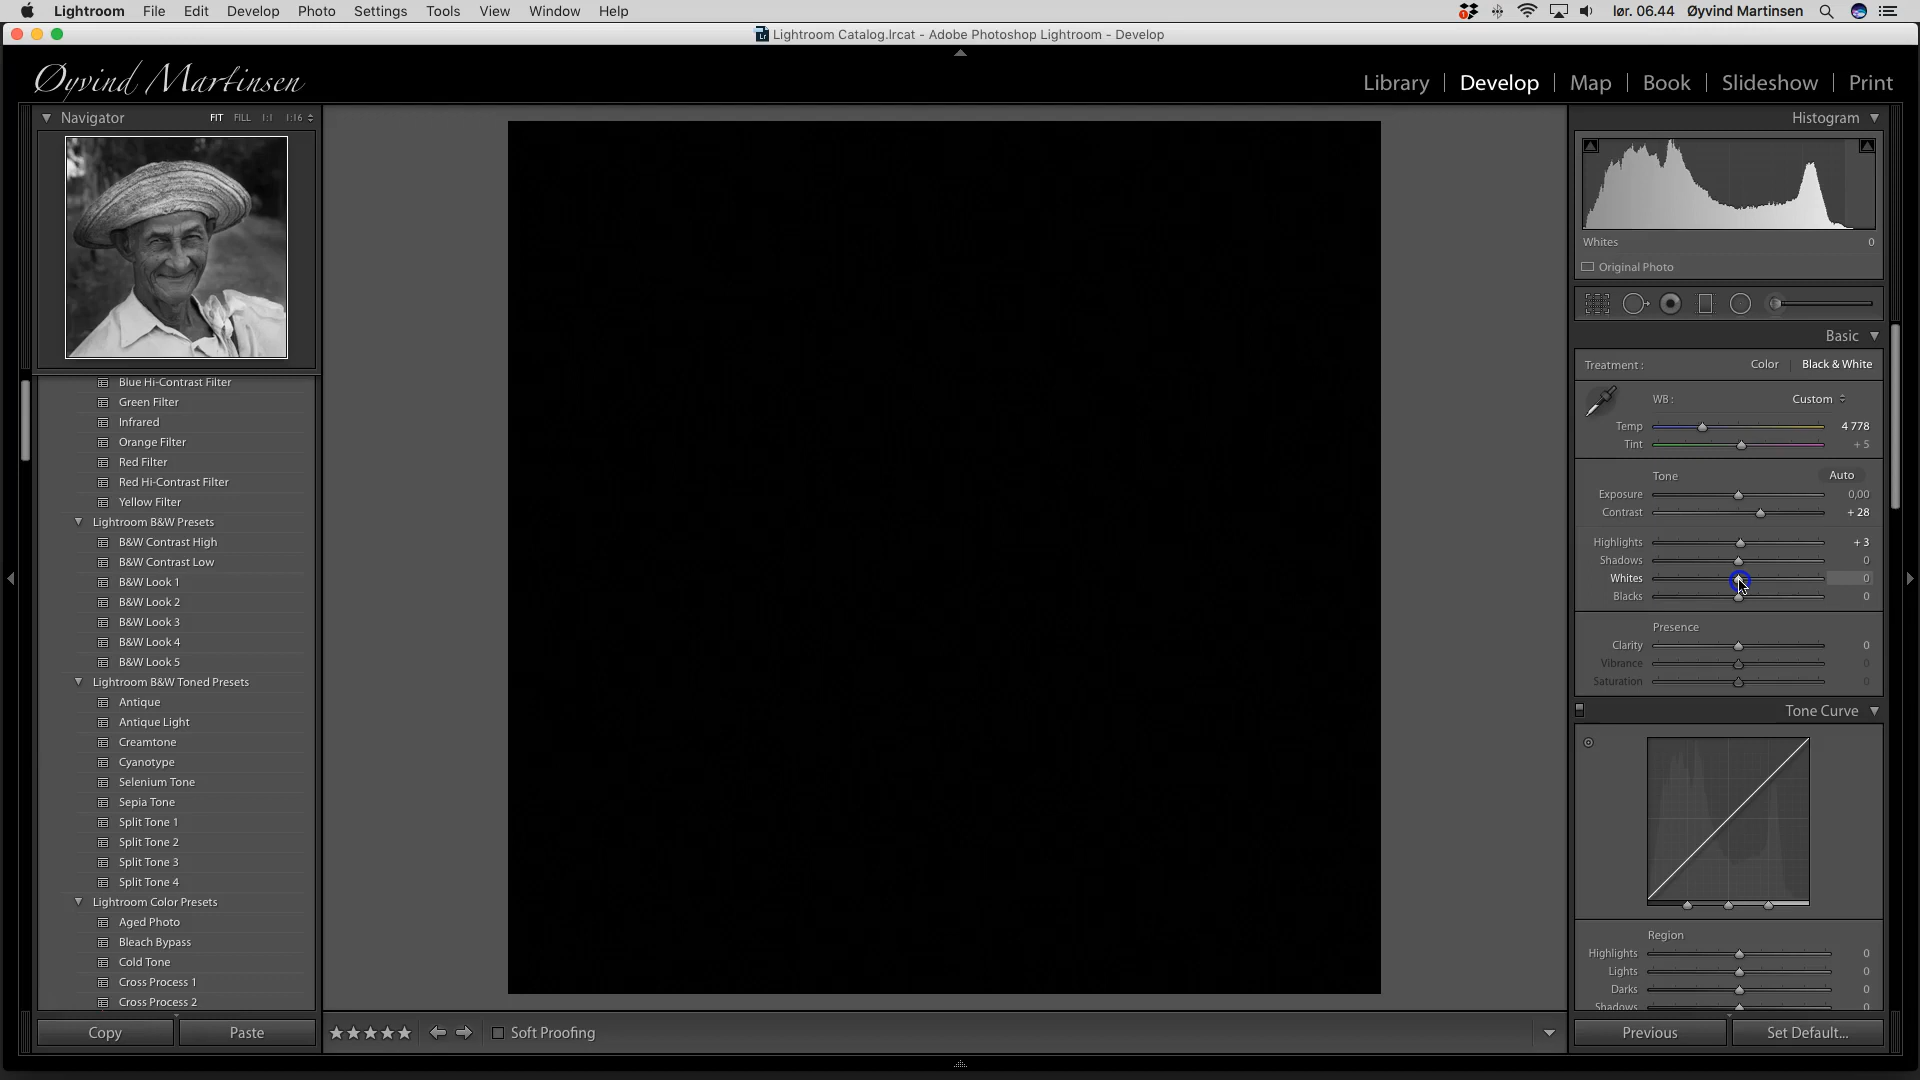 Lightroom File Edit Develop Photo Settings Tools View Window Help lør. 06.44 Øyvind Martinsen
Lightroom Catalog.lrcat - Adobe Photoshop Lightroom - Develop
Øyvind Martinsen
Library | Develop | Map | Book | Slideshow | Print
Navigator FIT FILL 1:1 1:16
Blue Hi-Contrast Filter
Green Filter
Infrared
Orange Filter
Red Filter
Red Hi-Contrast Filter
Yellow Filter
Lightroom B&W Presets
B&W Contrast High
B&W Contrast Low
B&W Look 1
B&W Look 2
B&W Look 3
B&W Look 4
B&W Look 5
Lightroom B&W Toned Presets
Antique
Antique Light
Creamtone
Cyanotype
Selenium Tone
Sepia Tone
Split Tone 1
Split Tone 2
Split Tone 3
Split Tone 4
Lightroom Color Presets
Aged Photo
Bleach Bypass
Cold Tone
Cross Process 1
Cross Process 2
Copy Paste
Soft Proofing
Histogram
Whites 0
Original Photo
Basic
Treatment : Color | Black & White
WB : Custom
Temp 4 778
Tint + 5
Tone Auto
Exposure 0,00
Contrast + 28
Highlights + 3
Shadows 0
Whites 0
Blacks 0
Presence
Clarity 0
Vibrance 0
Saturation 0
Tone Curve
Region
Highlights 0
Lights 0
Darks 0
Shadows 0
Previous Set Default...